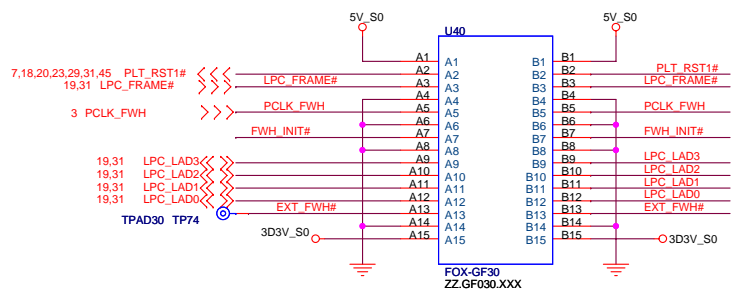 5V_S0 U40 5V_S0
A1 A1 B1 B1
7,18,20,23,29,31,45 PLT_RST1# A2 A2 B2 B2 PLT_RST1#
19,31 LPC_FRAME# LPC_FRAME# A3 A3 B3 B3 LPC_FRAME#
A4 A4 B4 B4
3 PCLK_FWH PCLK_FWH A5 A5 B5 B5 PCLK_FWH
A6 A6 B6 B6
FWH_INIT# A7 A7 B7 B7 FWH_INIT#
A8 A8 B8 B8
19,31 LPC_LAD3 A9 A9 B9 B9 LPC_LAD3
19,31 LPC_LAD2 A10 A10 B10 B10 LPC_LAD2
19,31 LPC_LAD1 A11 A11 B11 B11 LPC_LAD1
19,31 LPC_LAD0 A12 A12 B12 B12 LPC_LAD0
TPAD30 TP74 EXT_FWH# A13 A13 B13 B13 EXT_FWH#
A14 A14 B14 B14
3D3V_S0 A15 A15 B15 B15 3D3V_S0
FOX-GF30
ZZ.GF030.XXX